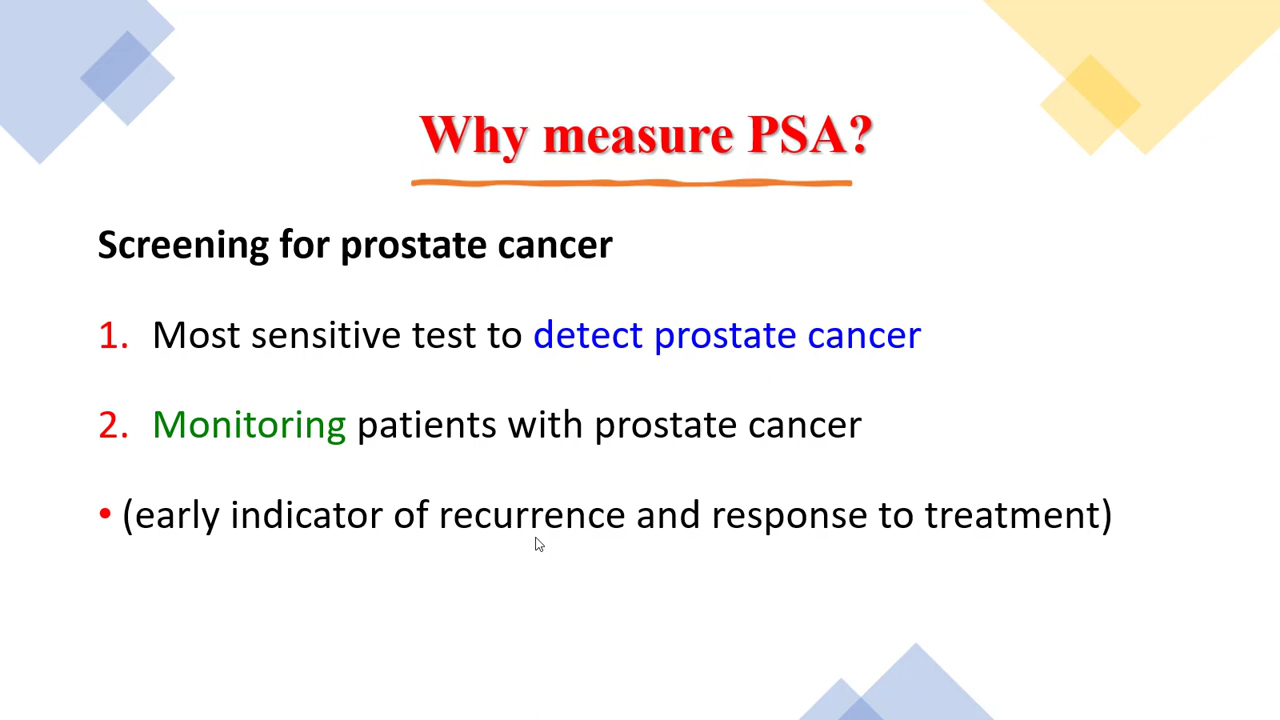 Why measure PSA?
Screening for prostate cancer
1. Most sensitive test to detect prostate cancer
2. Monitoring patients with prostate cancer
• (early indicator of recurrence and response to treatment)